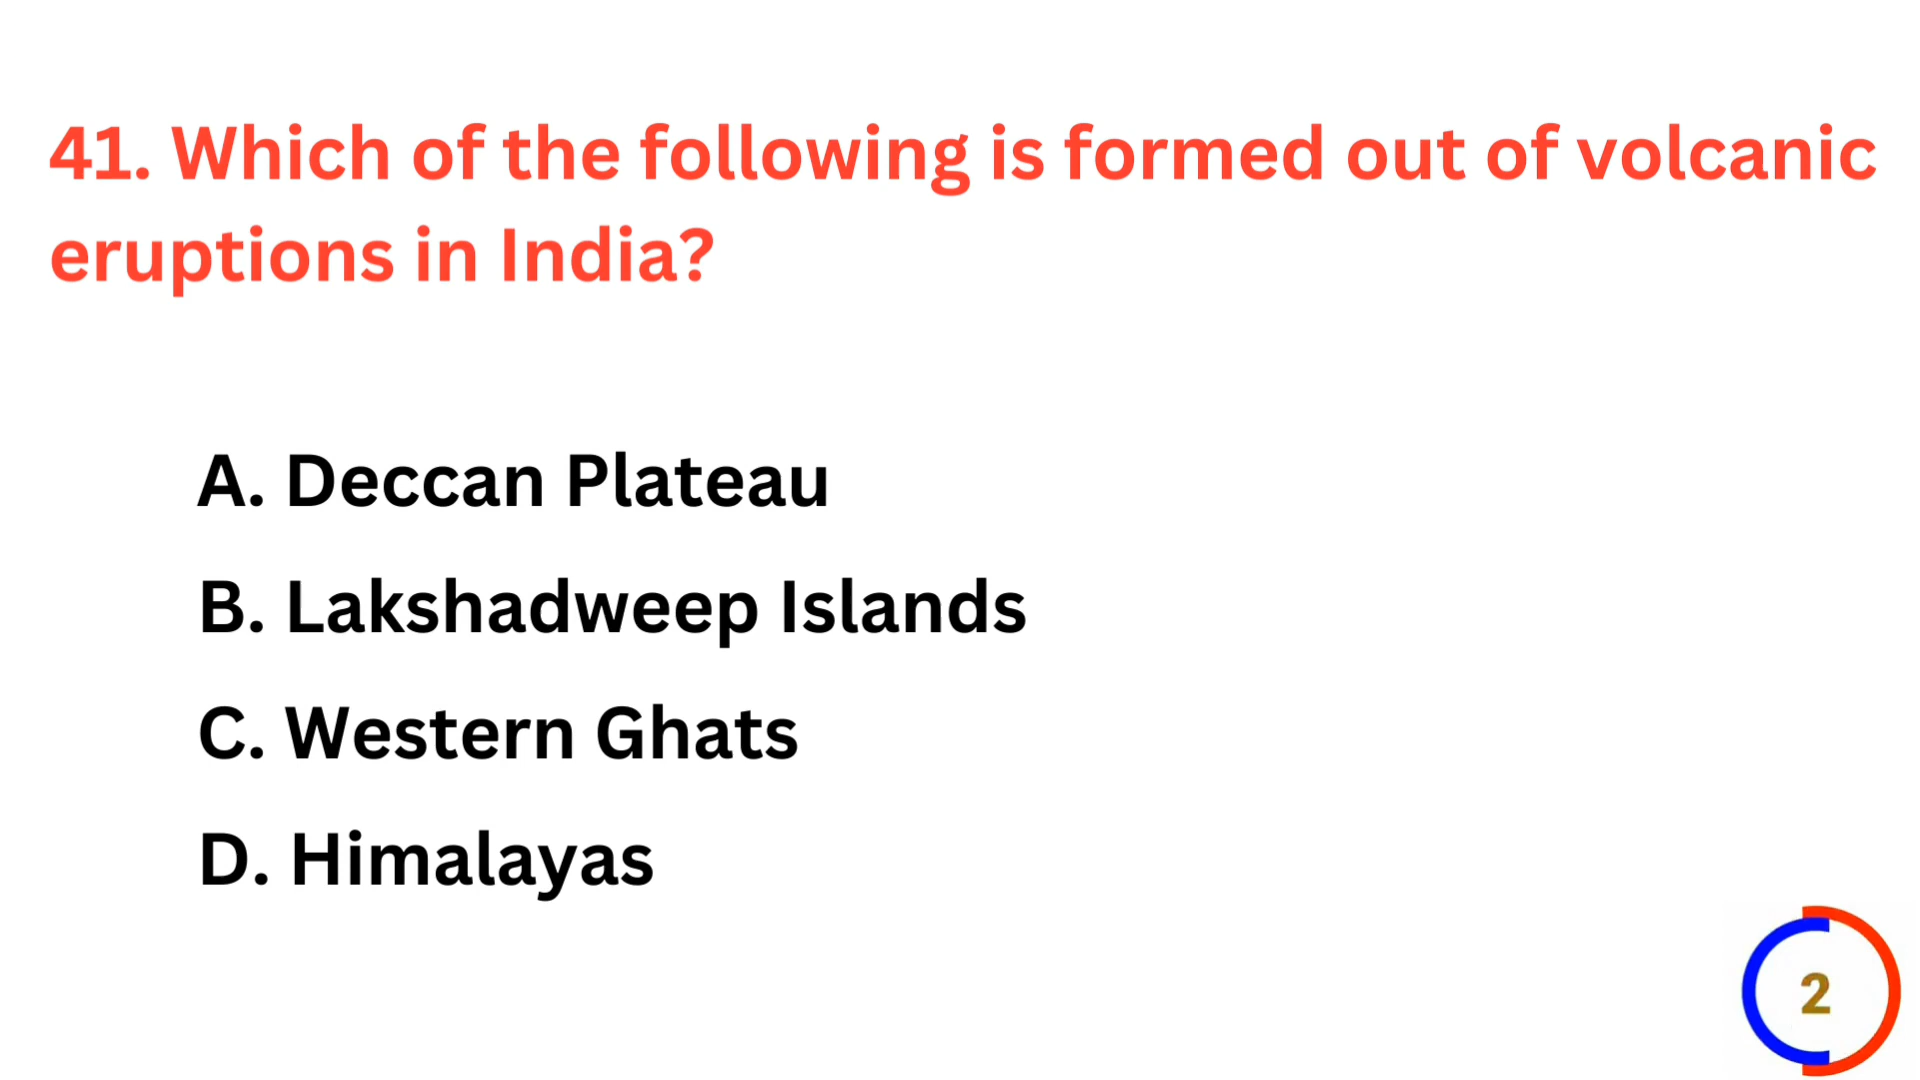 41. Which of the following is formed out of volcanic
eruptions in India?
A. Deccan Plateau
B. Lakshadweep Islands
C. Western Ghats
D. Himalayas
2